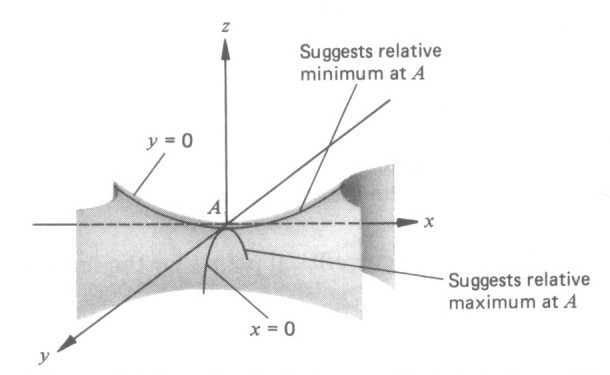 z
Suggests relative
minimum at A
y = 0
A
x
Suggests relative
maximum at A
x = 0
y